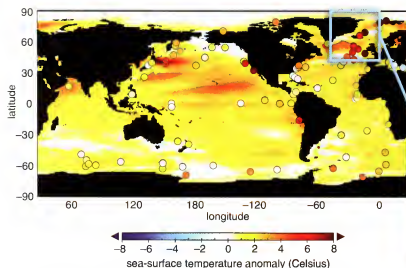 90
60
30
0
−30
−60
−90
latitude
60 120 180 −120 −60 0
longitude
−8 −6 −4 −2 0 2 4 6 8
sea-surface temperature anomaly (Celsius)